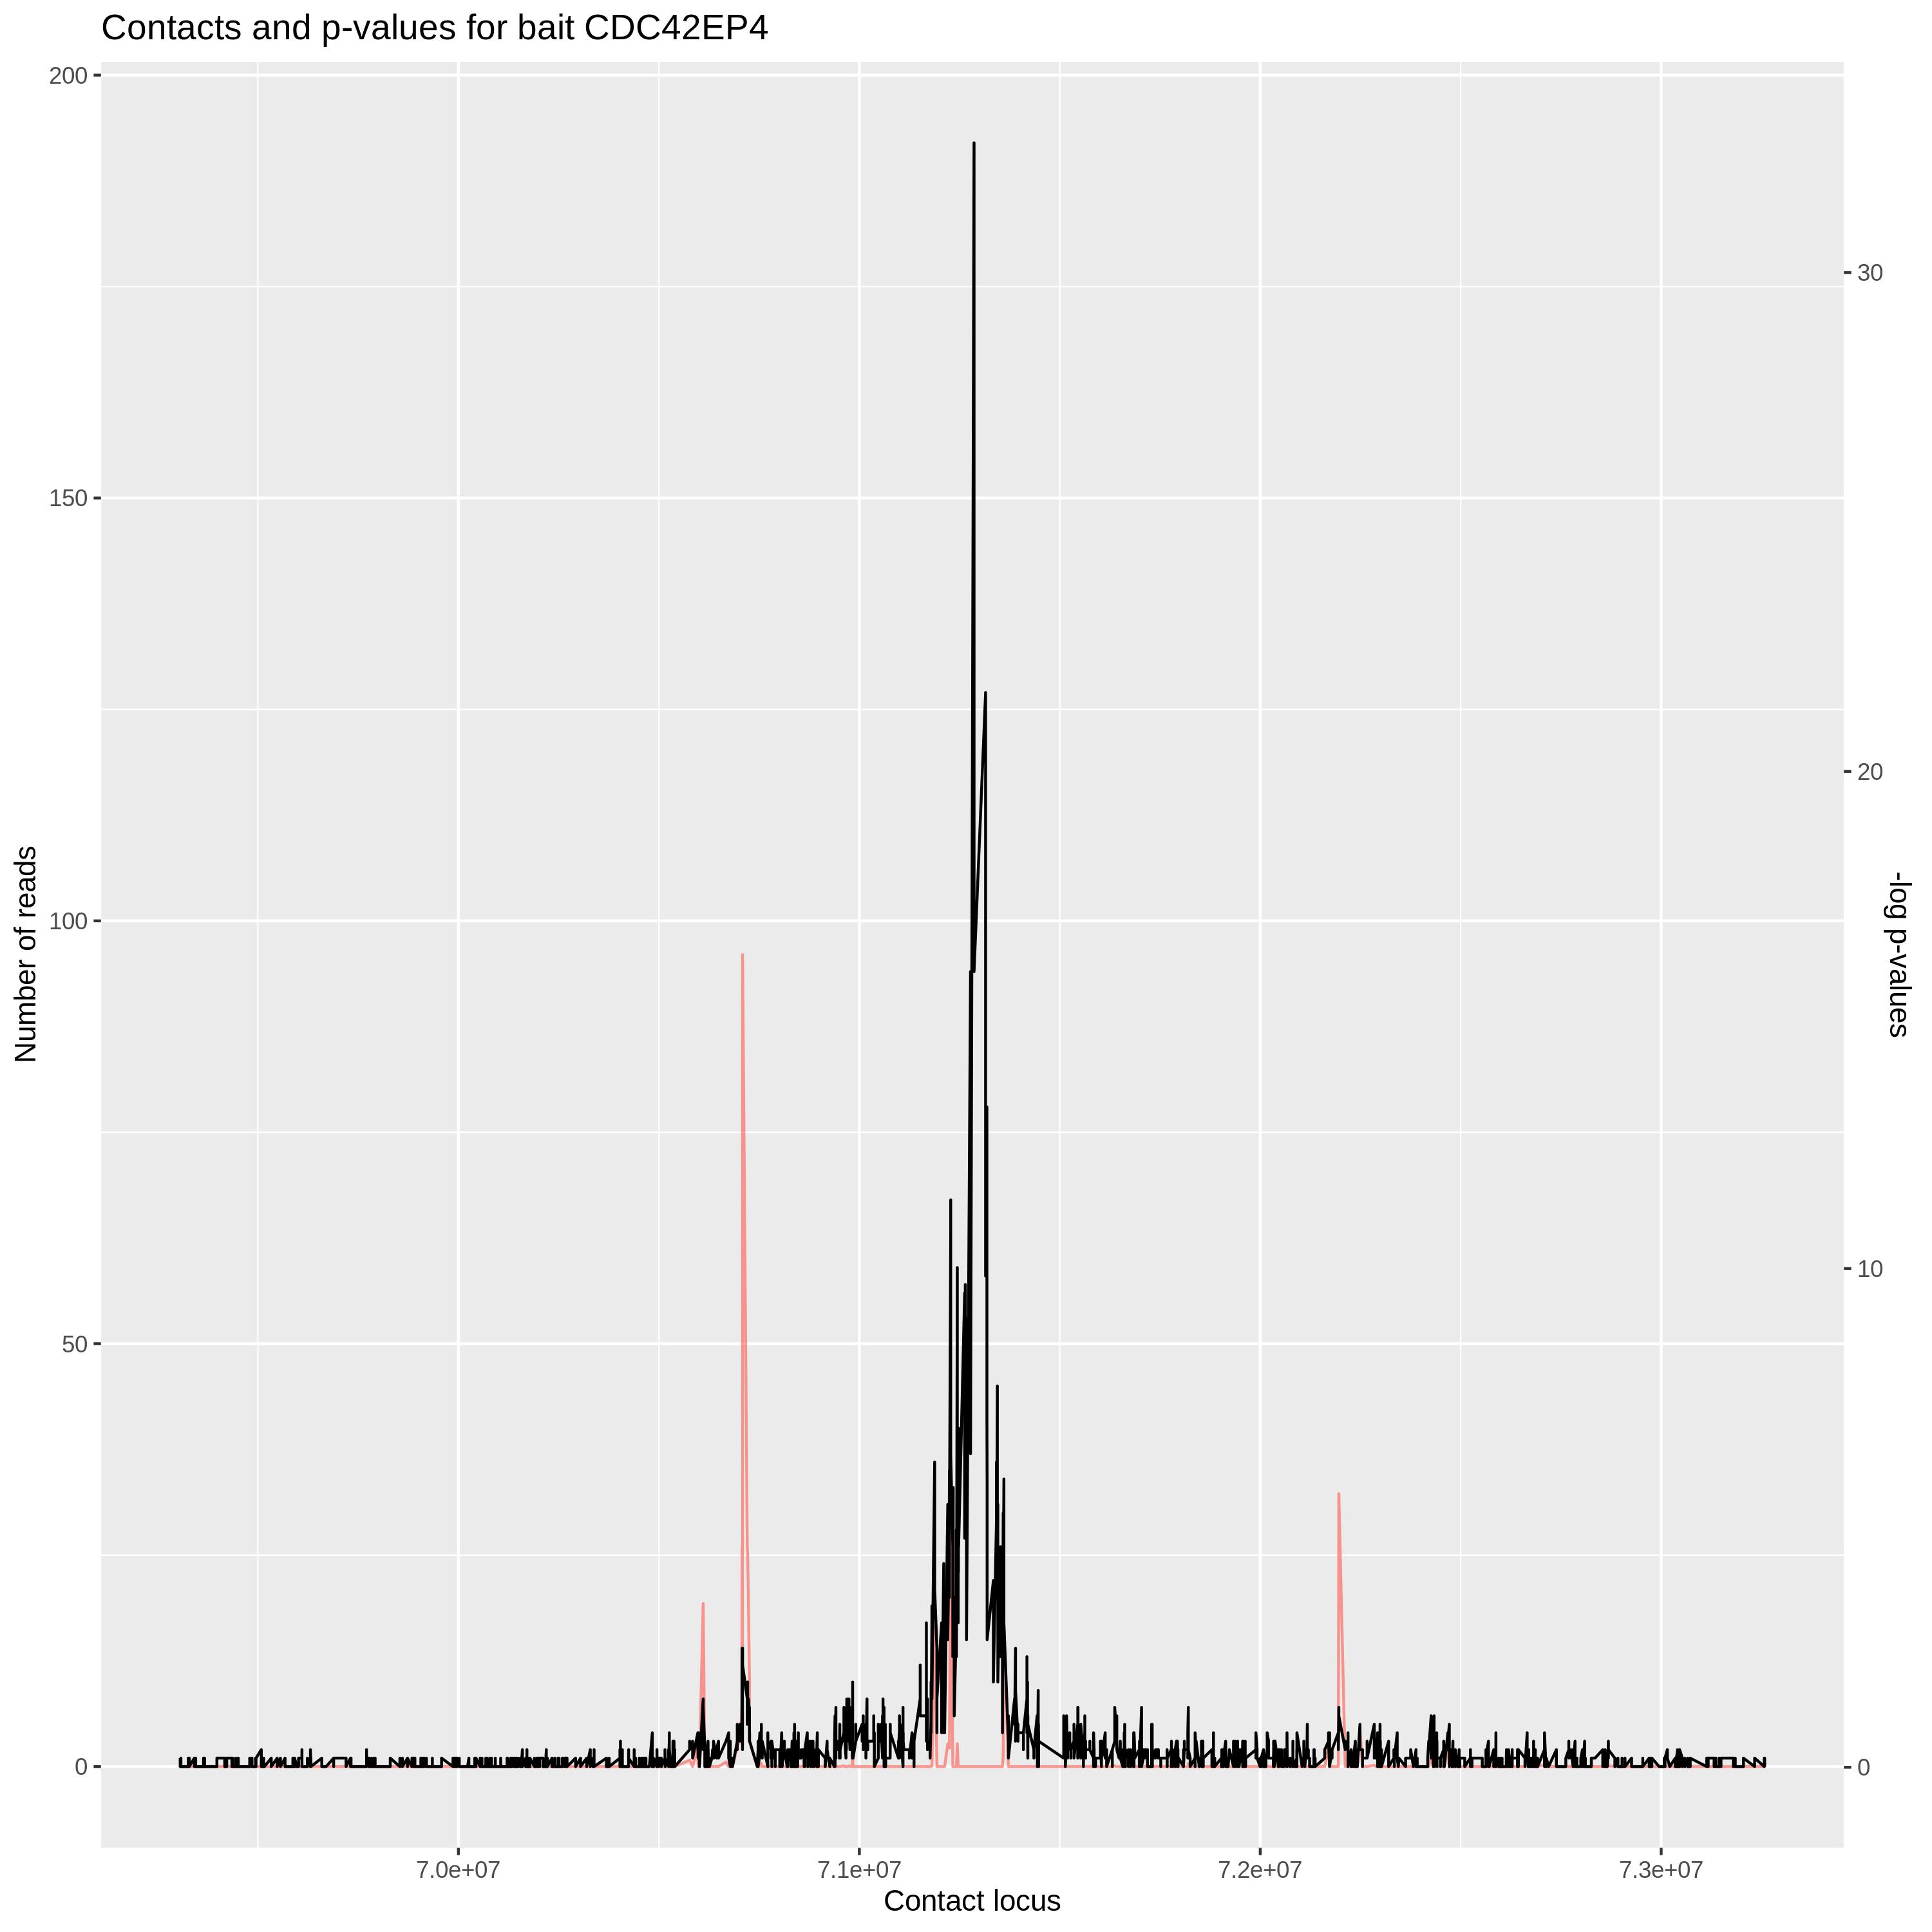 Contacts and p-values for bait CDC42EP4
200
150
100
50
0
Number of reads
30
20
10
0
-log p-values
7.0e+07
7.1e+07
7.2e+07
7.3e+07
Contact locus